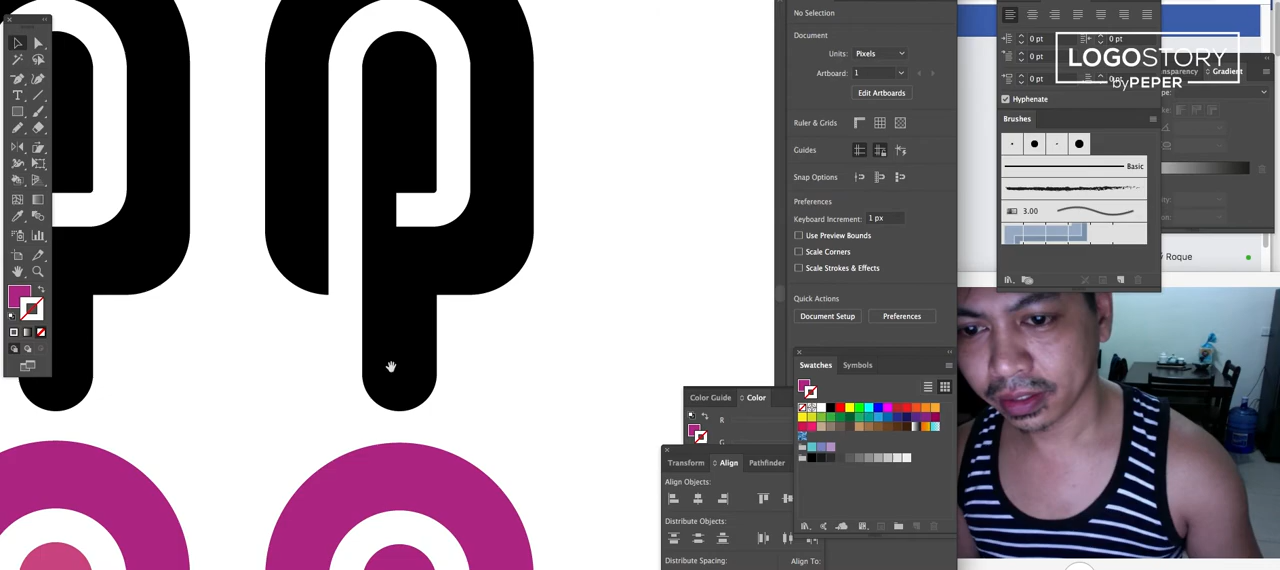 No Selection
Document
Units: Pixels
Artboard: 1
Edit Artboards
Ruler & Grids
Guides
Snap Options
Preferences
Keyboard Increment: 1 px
Use Preview Bounds
Scale Corners
Scale Strokes & Effects
Quick Actions
Document Setup
Preferences
Swatches
Symbols
Color Guide
Color
R
G
Transform
Align
Pathfinder
Align Objects:
Distribute Objects:
Distribute Spacing:
Align To:
0 pt
0 pt
0 pt
Hyphenate
Brushes
Basic
3.00
Gradient
LOGOSTORY
byPEPER
Roque